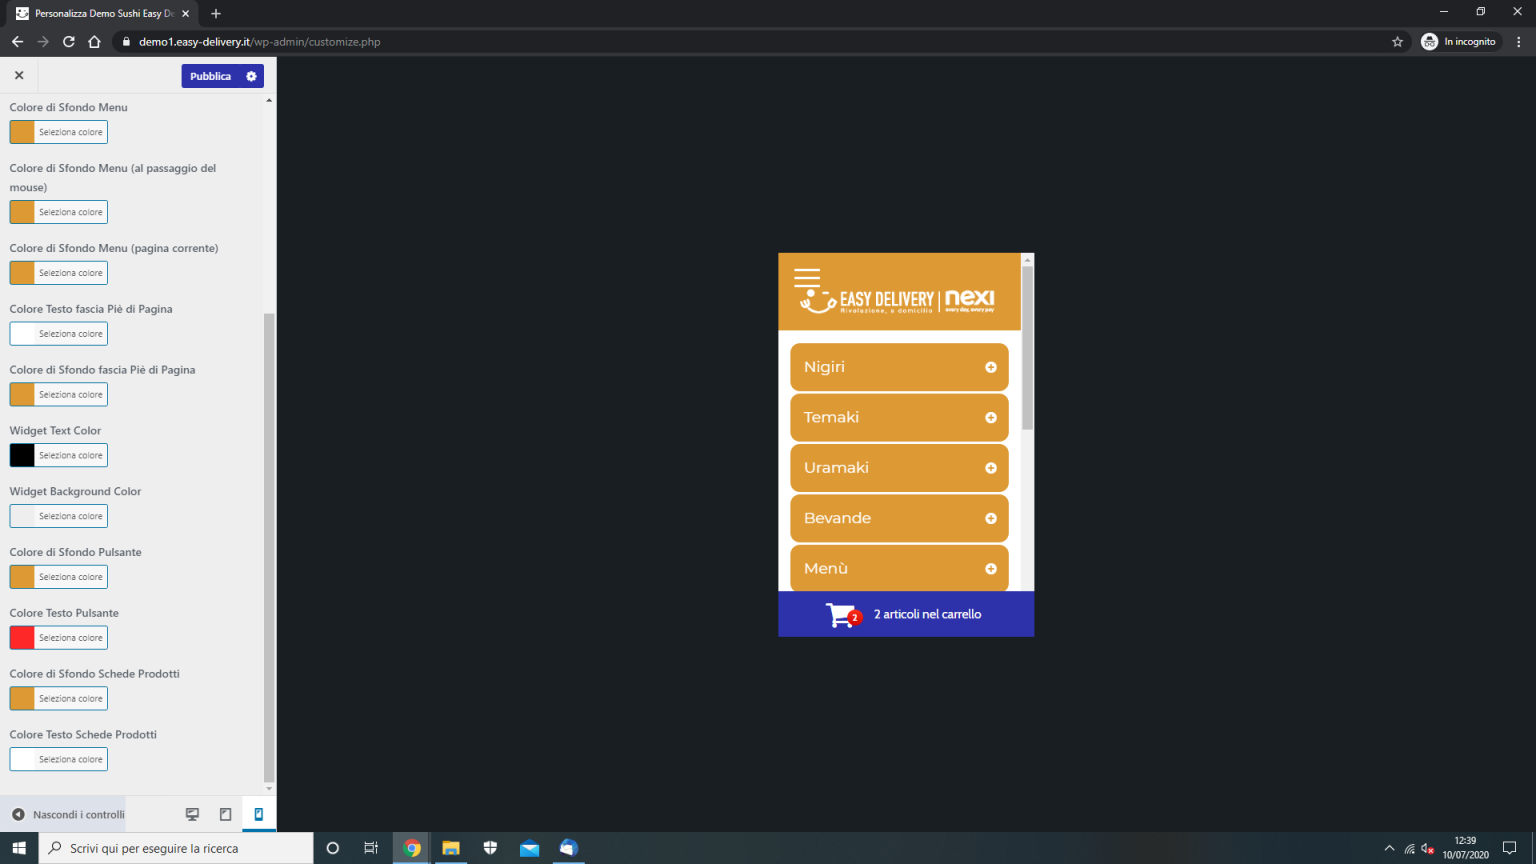 Personalizza Demo Sushi Easy De
demo1.easy-delivery.it/wp-admin/customize.php
In incognito
Pubblica
Colore di Sfondo Menu
Seleziona colore
Colore di Sfondo Menu (al passaggio del
mouse)
Seleziona colore
Colore di Sfondo Menu (pagina corrente)
Seleziona colore
Colore Testo fascia Piè di Pagina
Seleziona colore
Colore di Sfondo fascia Piè di Pagina
Seleziona colore
Widget Text Color
Seleziona colore
Widget Background Color
Seleziona colore
Colore di Sfondo Pulsante
Seleziona colore
Colore Testo Pulsante
Seleziona colore
Colore di Sfondo Schede Prodotti
Seleziona colore
Colore Testo Schede Prodotti
Seleziona colore
Nascondi i controlli
EASY DELIVERY | nexi
Rivoluzione, a domicilio every day, every pay
Nigiri
Temaki
Uramaki
Bevande
Menù
2
2 articoli nel carrello
Scrivi qui per eseguire la ricerca
12:39
10/07/2020